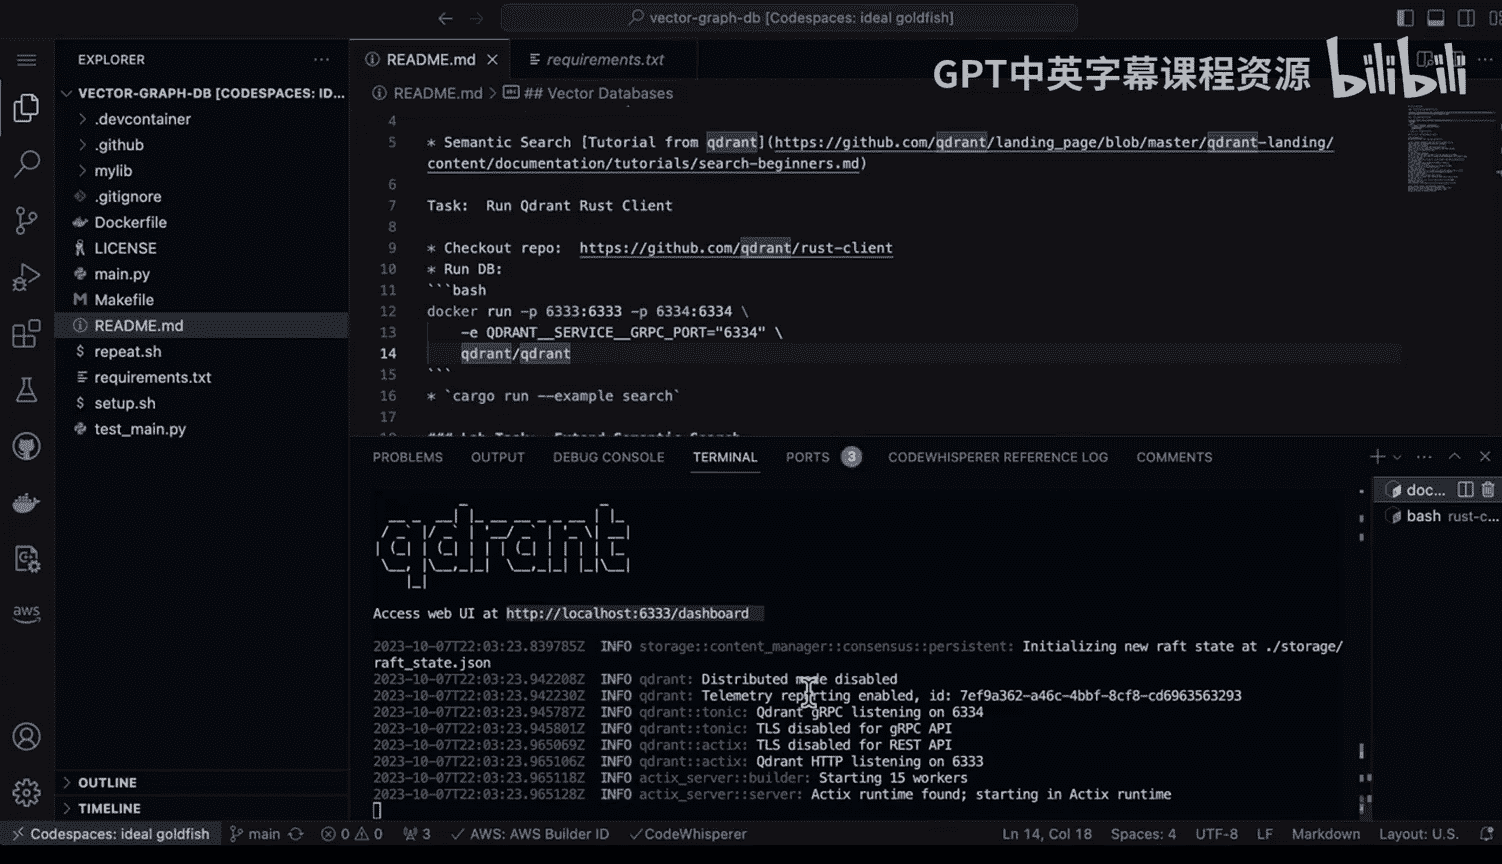 vector-graph-db [Codespaces: ideal goldfish]
EXPLORER
README.md
requirements.txt
GPT中英字幕课程资源
bilibili
VECTOR-GRAPH-DB [CODESPACES: ID...
README.md > ## Vector Databases
.devcontainer
.github
mylib
.gitignore
Dockerfile
LICENSE
main.py
Makefile
README.md
repeat.sh
requirements.txt
setup.sh
test_main.py
4
5 * Semantic Search [Tutorial from qdrant](https://github.com/qdrant/landing_page/blob/master/qdrant-landing/
content/documentation/tutorials/search-beginners.md)
6
7 Task:  Run Qdrant Rust Client
8
9 * Checkout repo:  https://github.com/qdrant/rust-client
10 * Run DB:
11 ```bash
12 docker run -p 6333:6333 -p 6334:6334 \
13     -e QDRANT__SERVICE__GRPC_PORT="6334" \
14     qdrant/qdrant
15 ```
16 * `cargo run --example search`
17
PROBLEMS OUTPUT DEBUG CONSOLE TERMINAL PORTS 3 CODEWHISPERER REFERENCE LOG COMMENTS
doc...
bash rust-c...
qdrant
Access web UI at http://localhost:6333/dashboard
2023-10-07T22:03:23.839785Z  INFO storage::content_manager::consensus::persistent: Initializing new raft state at ./storage/
raft_state.json
2023-10-07T22:03:23.942208Z  INFO qdrant: Distributed mode disabled
2023-10-07T22:03:23.942230Z  INFO qdrant: Telemetry reporting enabled, id: 7ef9a362-a46c-4bbf-8cf8-cd6963563293
2023-10-07T22:03:23.945787Z  INFO qdrant::tonic: Qdrant gRPC listening on 6334
2023-10-07T22:03:23.945801Z  INFO qdrant::tonic: TLS disabled for gRPC API
2023-10-07T22:03:23.965069Z  INFO qdrant::actix: TLS disabled for REST API
2023-10-07T22:03:23.965106Z  INFO qdrant::actix: Qdrant HTTP listening on 6333
2023-10-07T22:03:23.965118Z  INFO actix_server::builder: Starting 15 workers
2023-10-07T22:03:23.965128Z  INFO actix_server::server: Actix runtime found; starting in Actix runtime
aws
OUTLINE
TIMELINE
Codespaces: ideal goldfish main 0 0 3 AWS: AWS Builder ID CodeWhisperer Ln 14, Col 18 Spaces: 4 UTF-8 LF Markdown Layout: U.S.